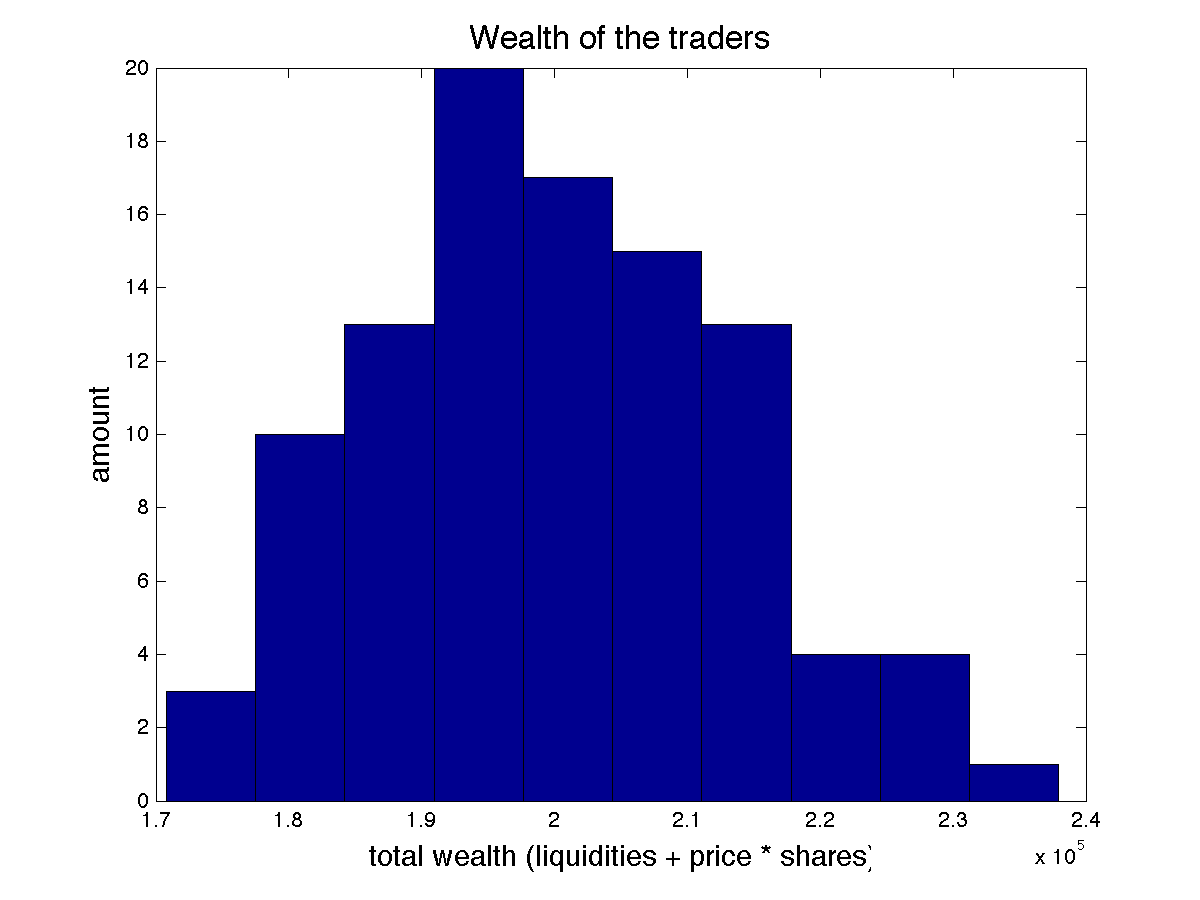 Wealth of the traders
20
18
16
14
12
10
8
6
4
2
0
amount
1.7 1.8 1.9 2 2.1 2.2 2.3 2.4
x 10^5
total wealth (liquidities + price * shares)